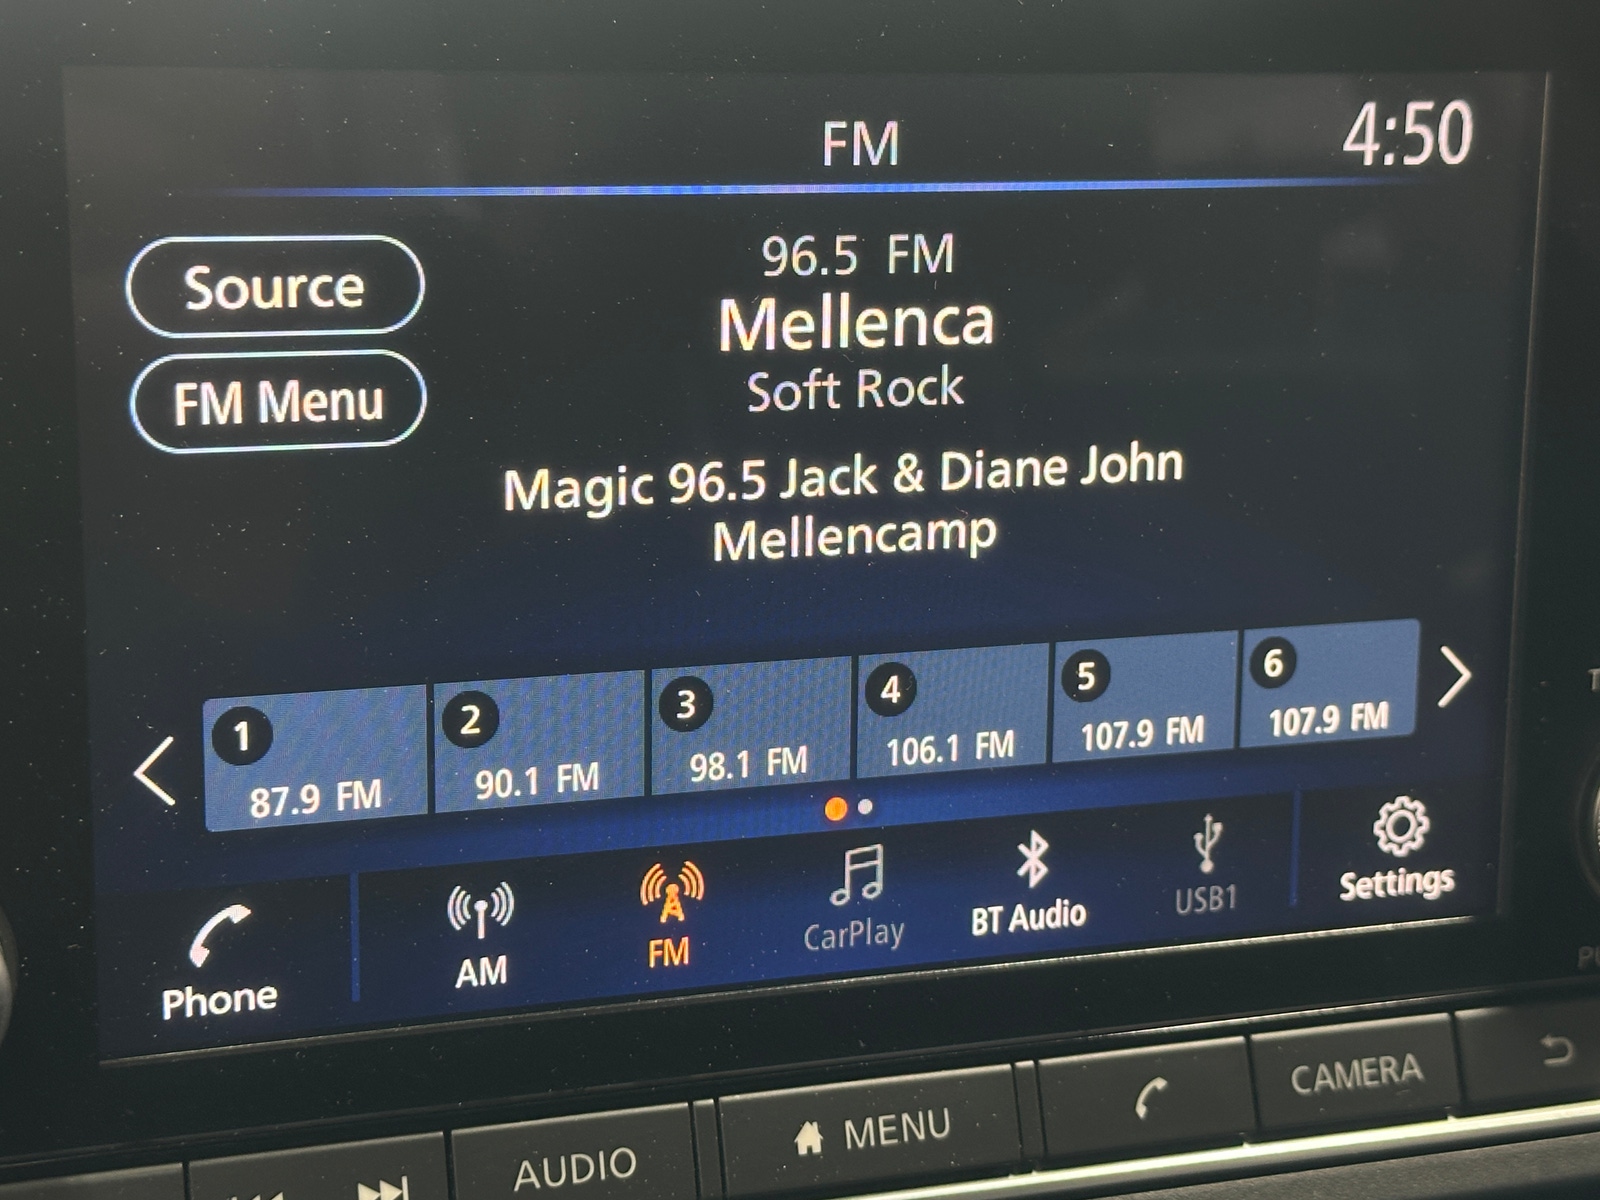 FM
4:50
Source
FM Menu
96.5 FM
Mellenca
Soft Rock
Magic 96.5 Jack & Diane John
Mellencamp
1
87.9 FM
2
90.1 FM
3
98.1 FM
4
106.1 FM
5
107.9 FM
6
107.9 FM
Phone
AM
FM
CarPlay
BT Audio
USB1
Settings
AUDIO
MENU
CAMERA